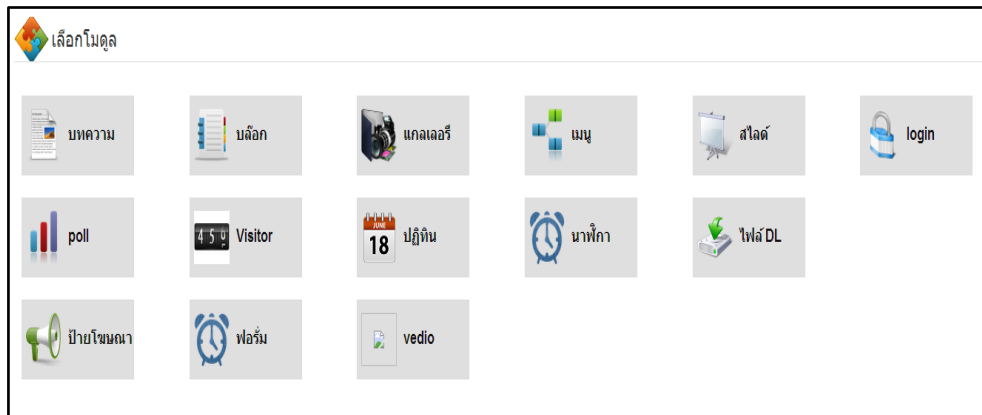 เลือกโมดูล
บทความ
บล๊อก
แกลเลอรี่
เมนู
สไลด์
login
poll
4 5 9
Visitor
JUNE
18
ปฏิทิน
นาฬิกา
ไฟล์ DL
ป้ายโฆษณา
ฟอร์ม
vedio